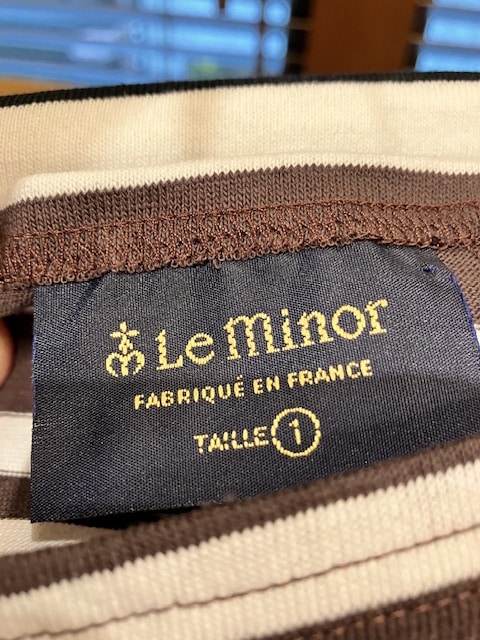 Le minor
FABRIQUÉ EN FRANCE
TAILLE 1